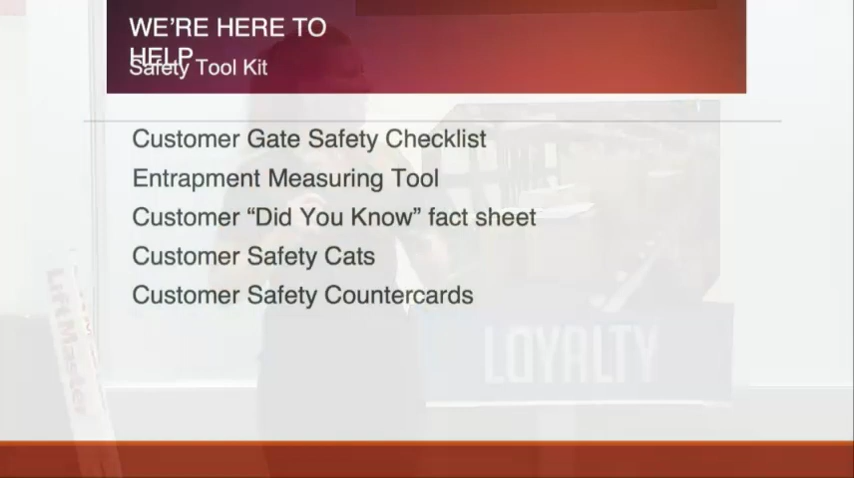 WE’RE HERE TO
HELP
Safety Tool Kit
Customer Gate Safety Checklist
Entrapment Measuring Tool
Customer “Did You Know” fact sheet
Customer Safety Cats
Customer Safety Countercards
LiftMaster
LOYALTY